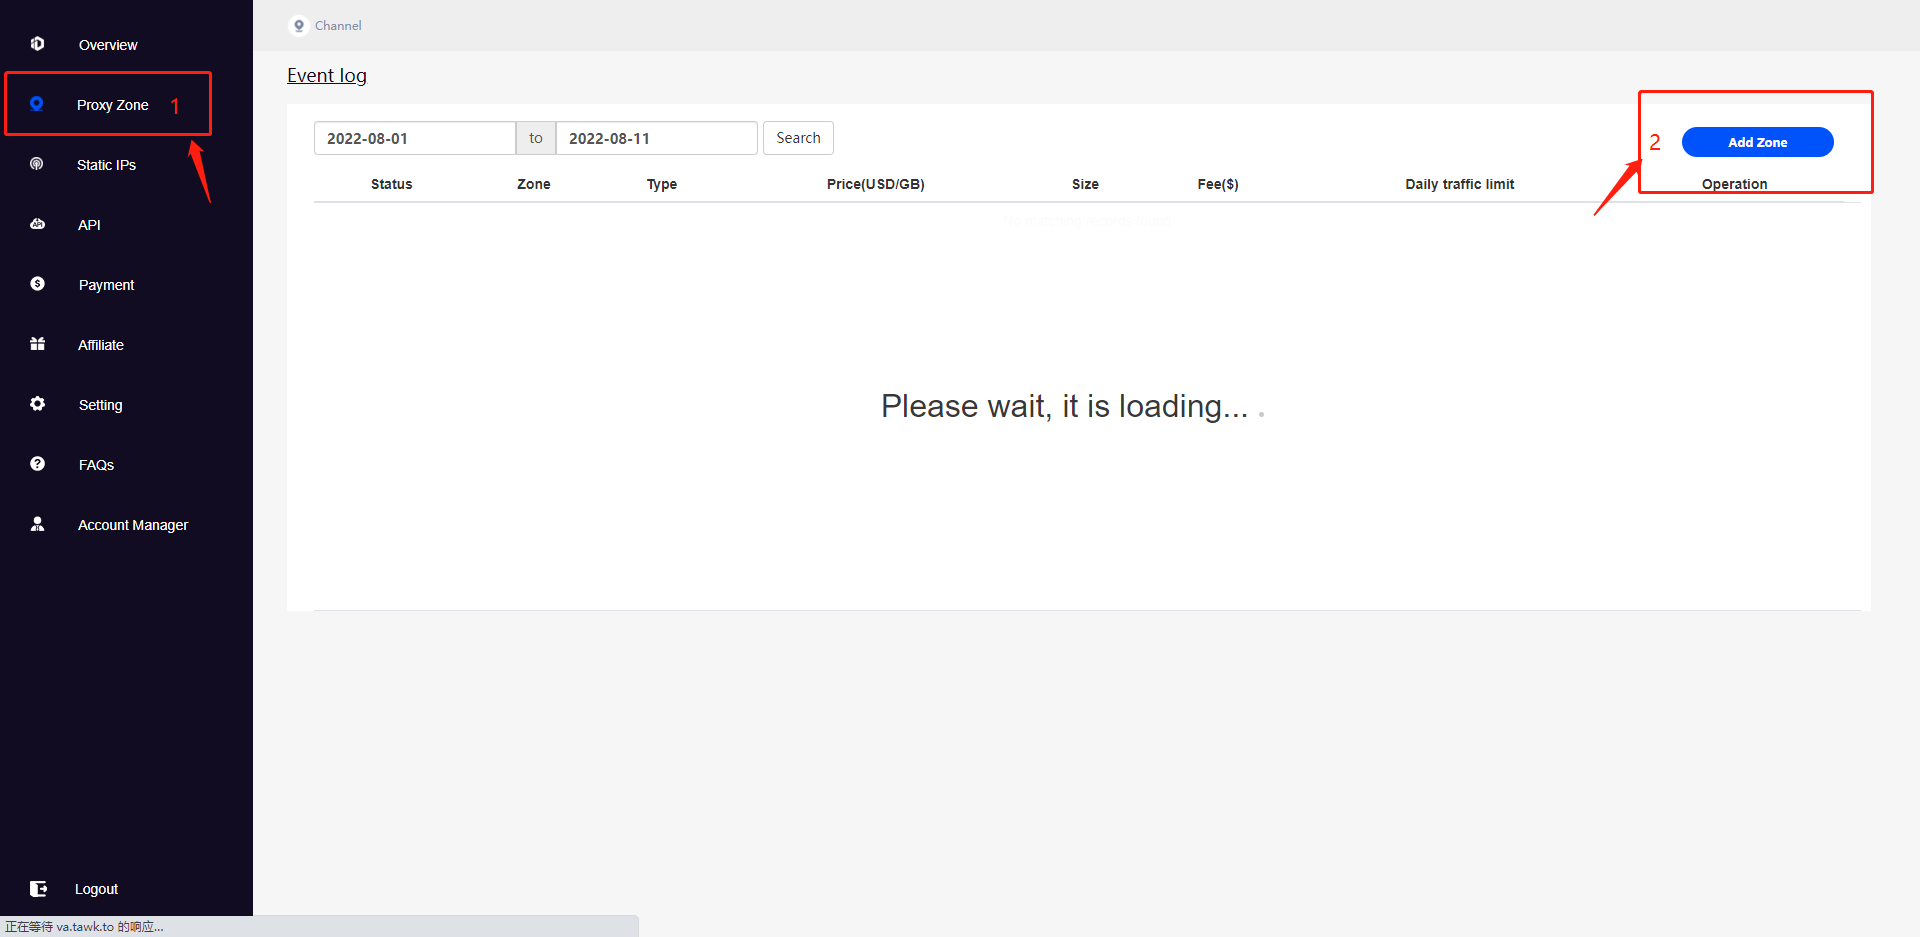 Overview
Proxy Zone 1
Static IPs
API
Payment
Affiliate
Setting
FAQs
Account Manager
Logout
Channel
Event log
2022-08-01 to 2022-08-11 Search
2 Add Zone
Status Zone Type Price(USD/GB) Size Fee($) Daily traffic limit Operation
Please wait, it is loading...
正在等待 va.tawk.to 的响应...